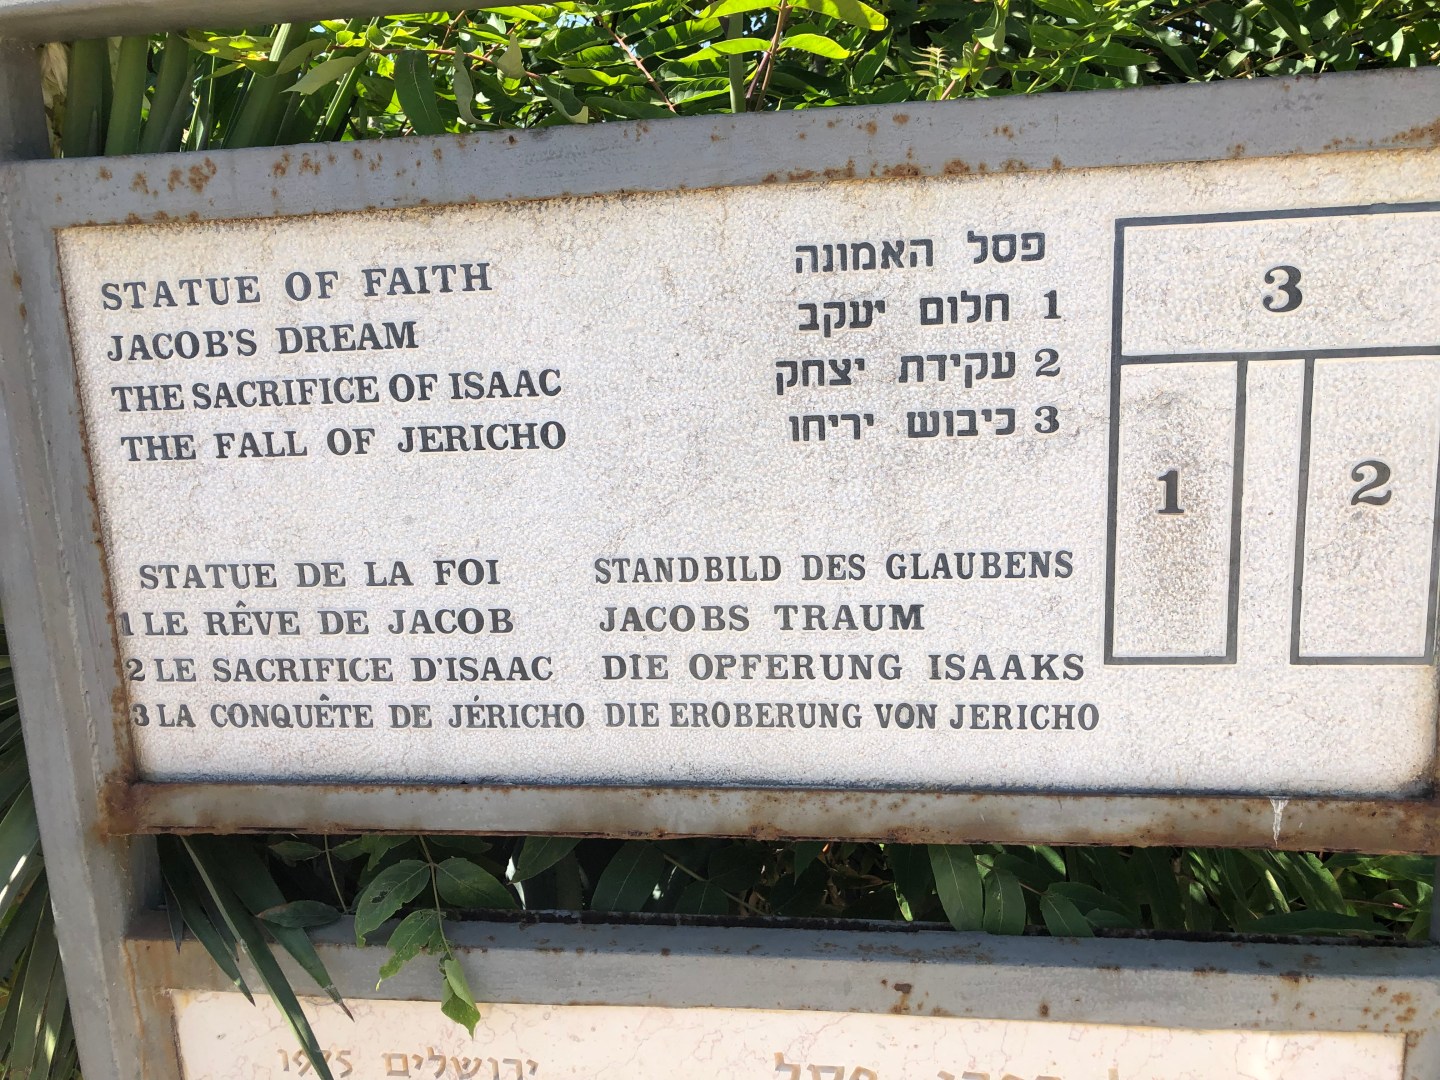 STATUE OF FAITH
JACOB'S DREAM
THE SACRIFICE OF ISAAC
THE FALL OF JERICHO
פסל האמונה
1 חלום יעקב
2 עקידת יצחק
3 כיבוש יריחו
3
1
2
STATUE DE LA FOI
1 LE RÊVE DE JACOB
2 LE SACRIFICE D'ISAAC
3 LA CONQUÊTE DE JÉRICHO
STANDBILD DES GLAUBENS
JACOBS TRAUM
DIE OPFERUNG ISAAKS
DIE EROBERUNG VON JERICHO
פסל
ירושלים 1975